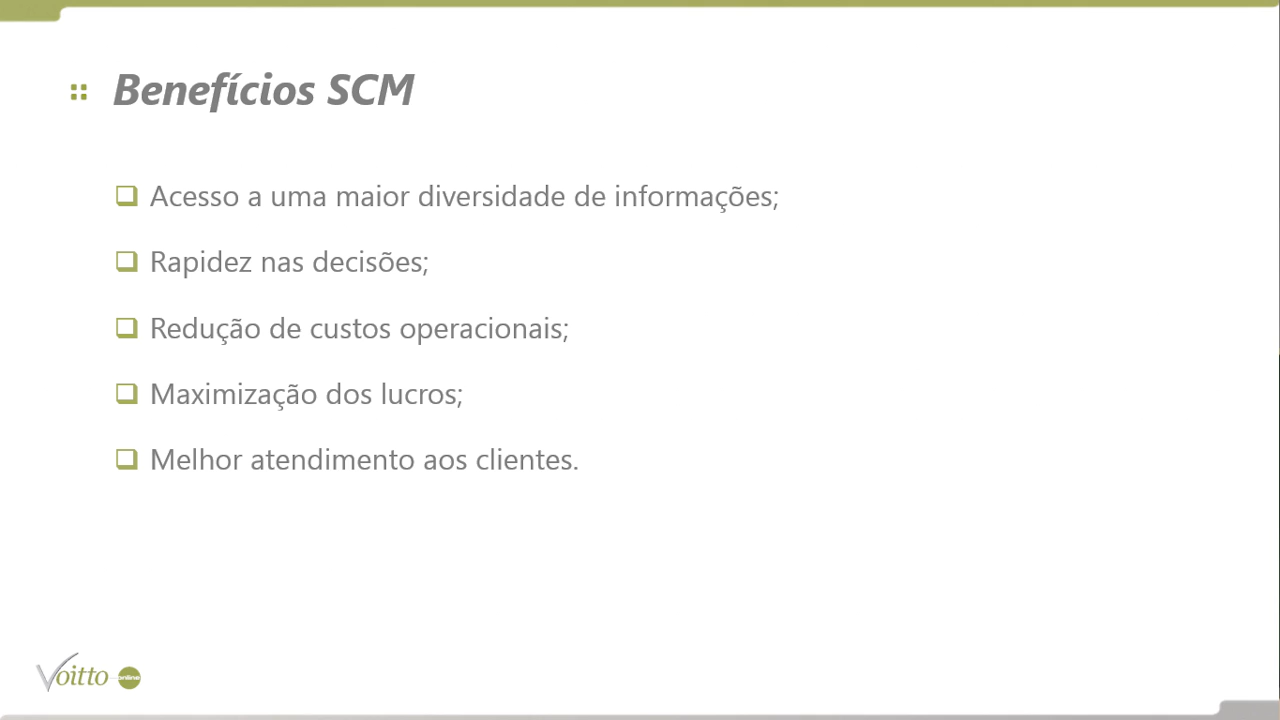 Benefícios SCM
Acesso a uma maior diversidade de informações;
Rapidez nas decisões;
Redução de custos operacionais;
Maximização dos lucros;
Melhor atendimento aos clientes.
Voitto online